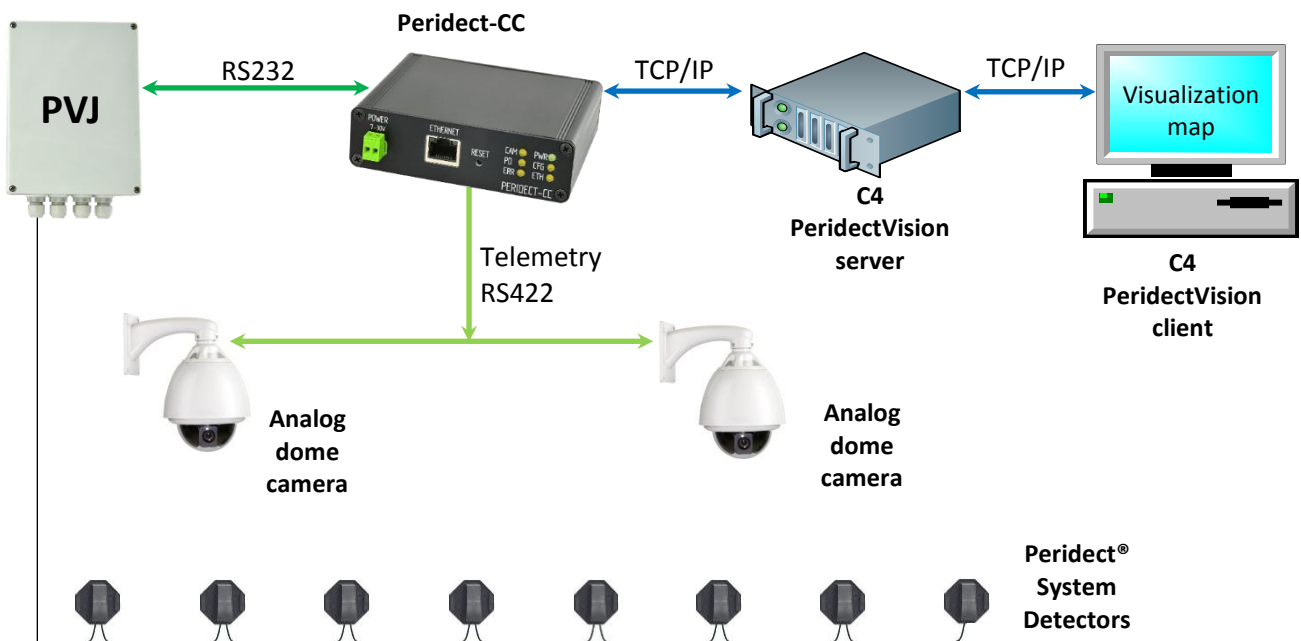 Peridect-CC
PVJ
RS232
POWER
7-30V
ETHERNET
RESET
CAM
PWR
PD
CFG
ERR
ETH
PERIDECT-CC
TCP/IP
TCP/IP
Visualization
map
C4
PeridectVision
server
C4
PeridectVision
client
Telemetry
RS422
Analog
dome
camera
Analog
dome
camera
Peridect®
System
Detectors